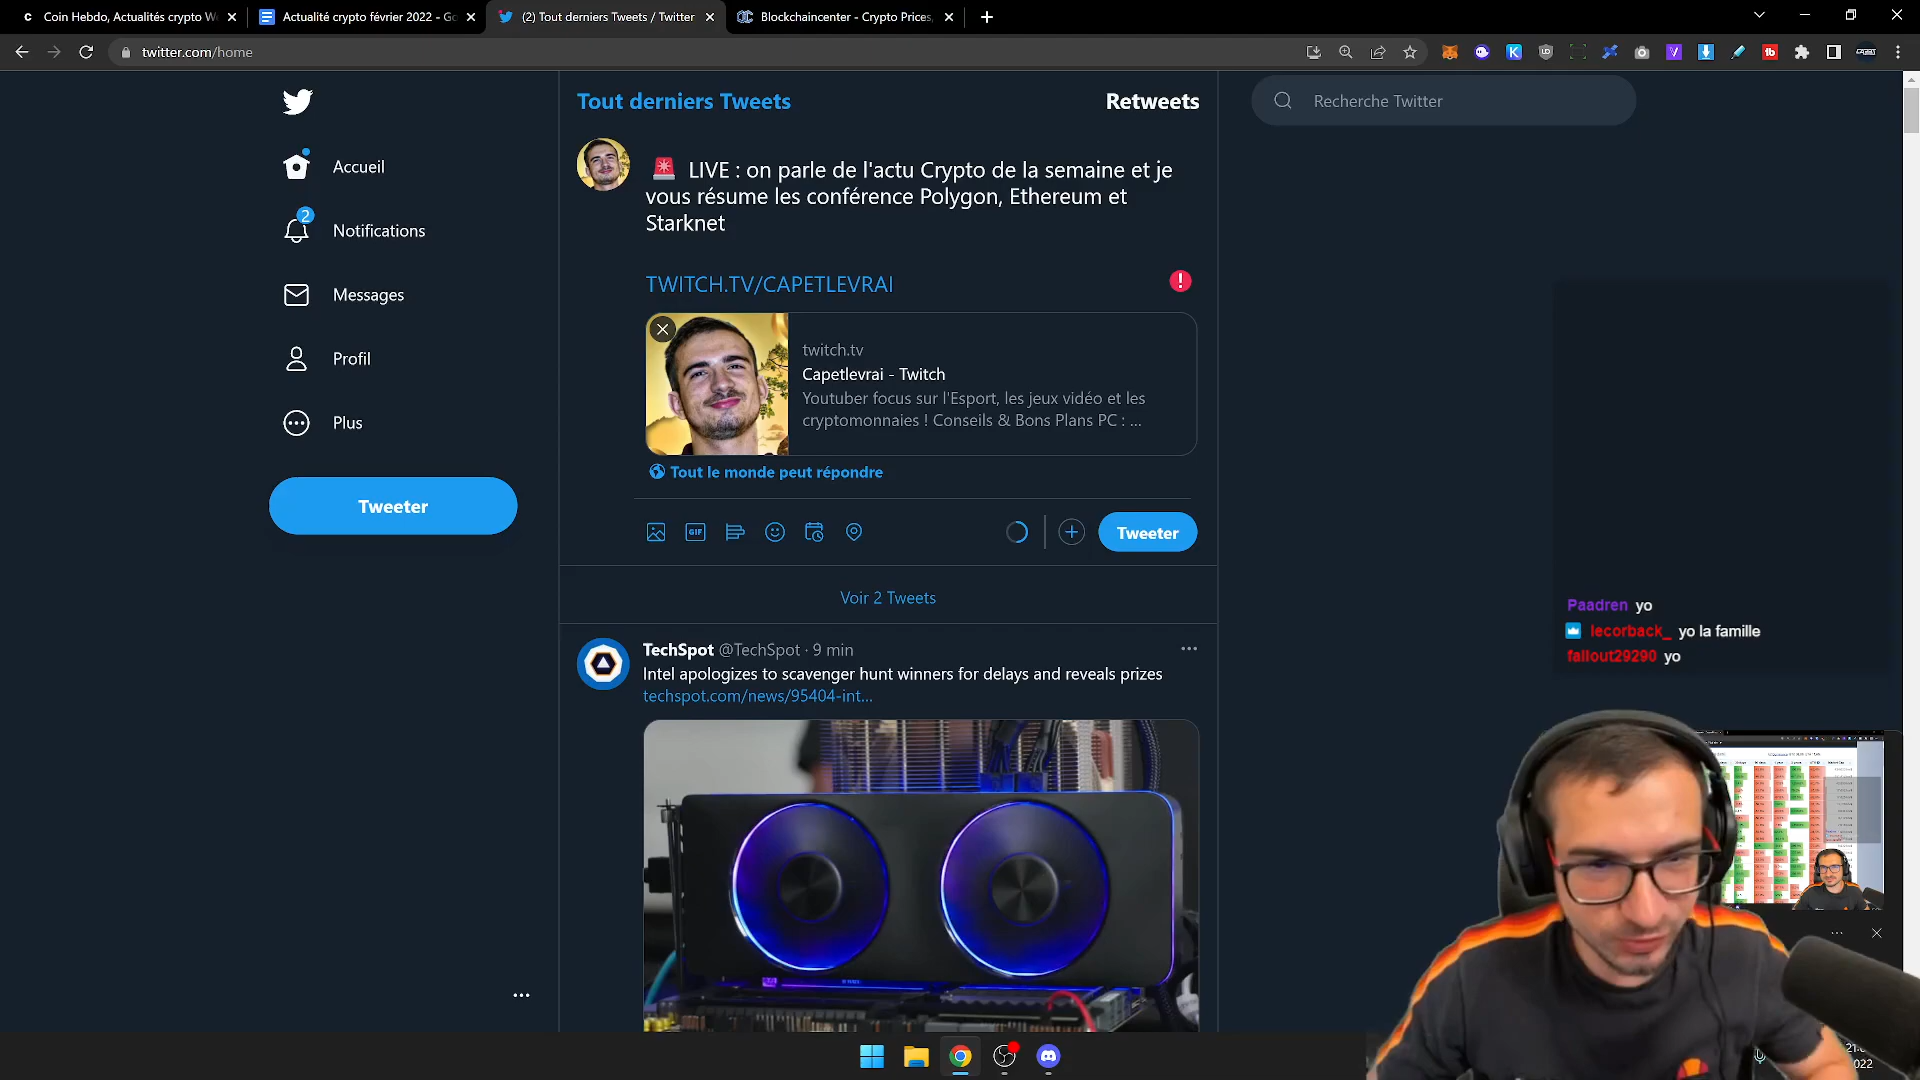 Coin Hebdo, Actualités crypto W
Actualité crypto février 2022 - Go
(2) Tout derniers Tweets / Twitter
Blockchaincenter - Crypto Prices,
twitter.com/home
Tout derniers Tweets
Retweets
Recherche Twitter
Accueil
2
Notifications
Messages
Profil
Plus
Tweeter
LIVE : on parle de l'actu Crypto de la semaine et je
vous résume les conférence Polygon, Ethereum et
Starknet
TWITCH.TV/CAPETLEVRAI
twitch.tv
Capetlevrai - Twitch
Youtuber focus sur l'Esport, les jeux vidéo et les
cryptomonnaies ! Conseils & Bons Plans PC : ...
Tout le monde peut répondre
GIF
Tweeter
Voir 2 Tweets
TechSpot @TechSpot · 9 min
Intel apologizes to scavenger hunt winners for delays and reveals prizes
techspot.com/news/95404-int...
Paadren yo
lecorback_ yo la famille
fallout29290 yo